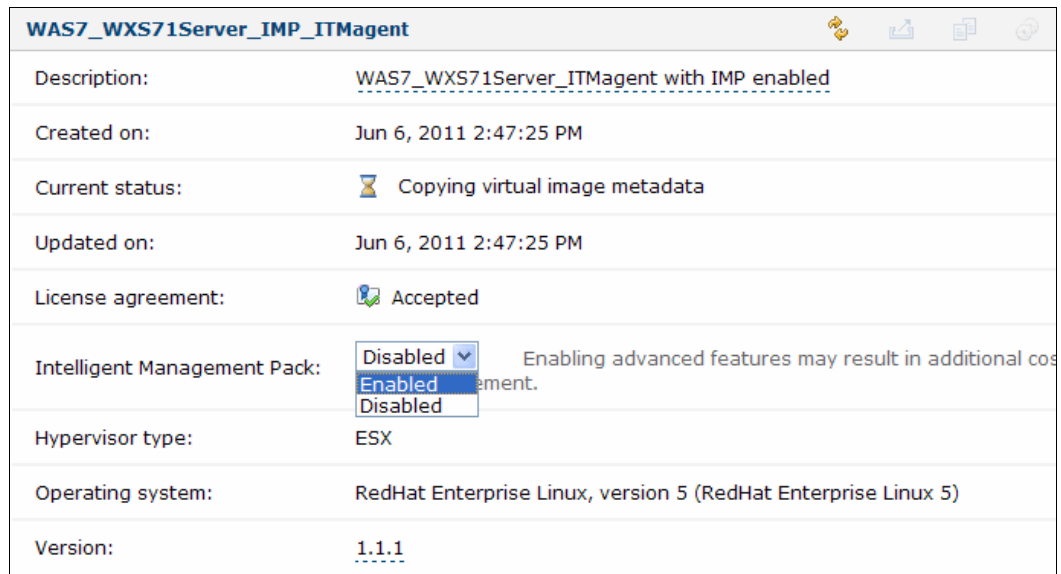 WAS7_WXS71Server_IMP_ITMagent
Description: WAS7_WXS71Server_ITMagent with IMP enabled
Created on: Jun 6, 2011 2:47:25 PM
Current status: Copying virtual image metadata
Updated on: Jun 6, 2011 2:47:25 PM
License agreement: Accepted
Intelligent Management Pack: Disabled Enabling advanced features may result in additional cos
Enabled ement.
Disabled
Hypervisor type: ESX
Operating system: RedHat Enterprise Linux, version 5 (RedHat Enterprise Linux 5)
Version: 1.1.1